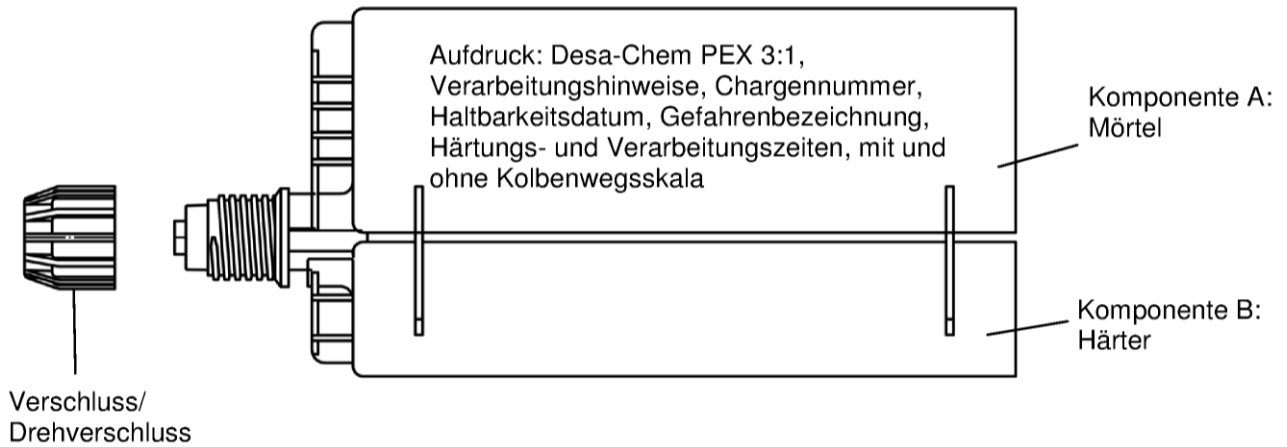 Aufdruck: Desa-Chem PEX 3:1,
Verarbeitungshinweise, Chargennummer,
Haltbarkeitsdatum, Gefahrenbezeichnung,
Härtungs- und Verarbeitungszeiten, mit und
ohne Kolbenwegsskala
Komponente A:
Mörtel
Komponente B:
Härter
Verschluss/
Drehverschluss